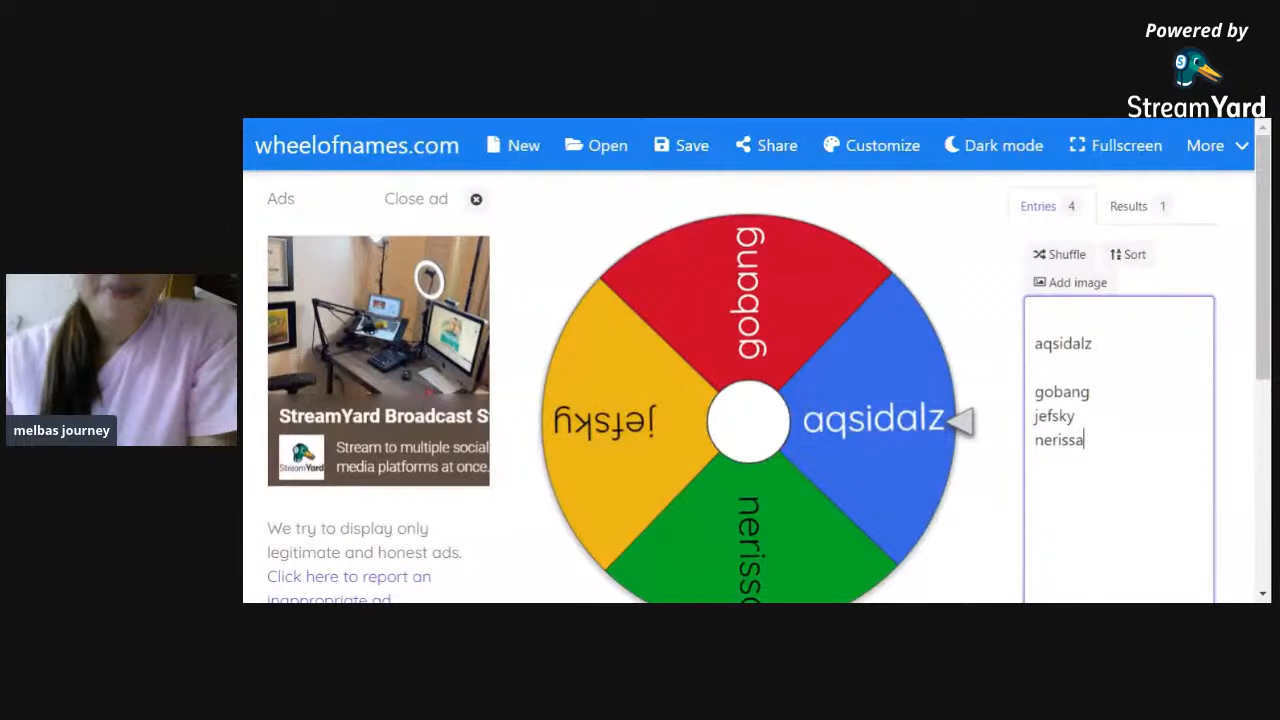 Powered by
StreamYard
wheelofnames.com New Open Save Share Customize Dark mode Fullscreen More
Ads Close ad
Entries 4 Results 1
Shuffle Sort
Add image
aqsidalz
gobang
jefsky
nerissa
gobang
aqsidalz
jefsky
StreamYard Broadcast S
StreamYard
Stream to multiple social
media platforms at once.
We try to display only
legitimate and honest ads.
Click here to report an
inappropriate ad
melbas journey